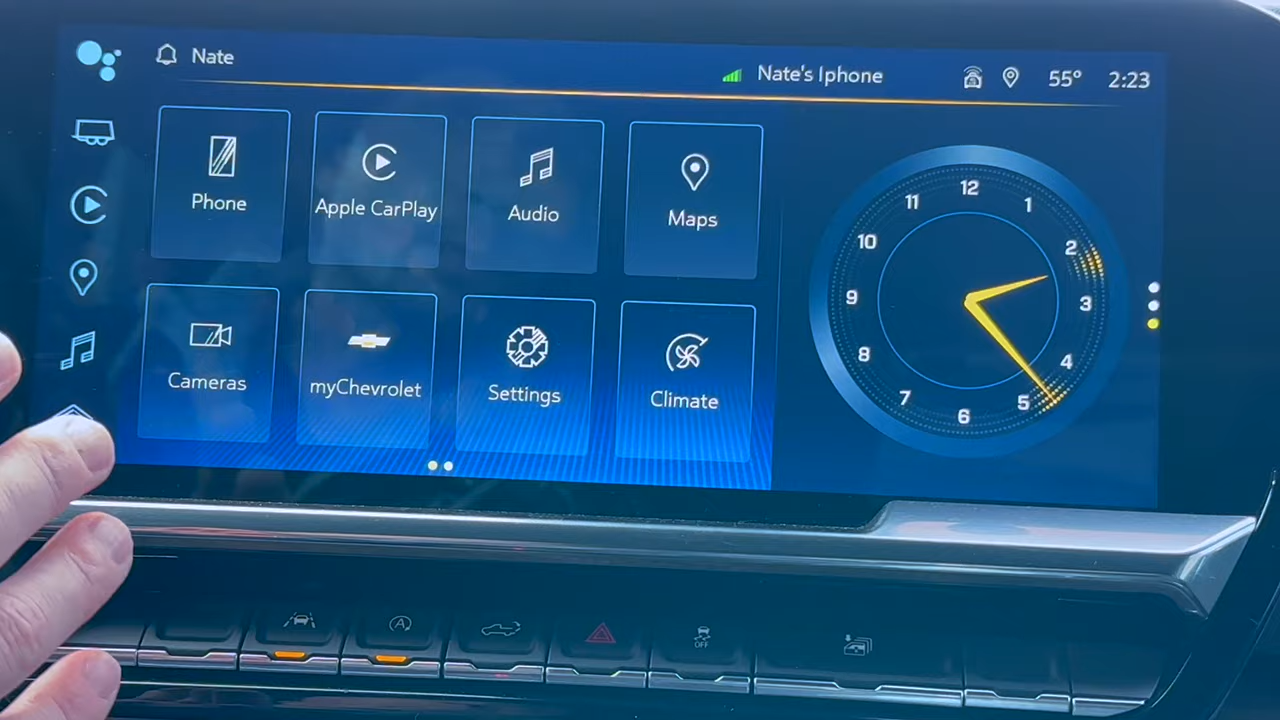 Nate
Nate's Iphone
55°
2:23
Phone
Apple CarPlay
Audio
Maps
Cameras
myChevrolet
Settings
Climate
12
1
2
3
4
5
6
7
8
9
10
11
A
OFF